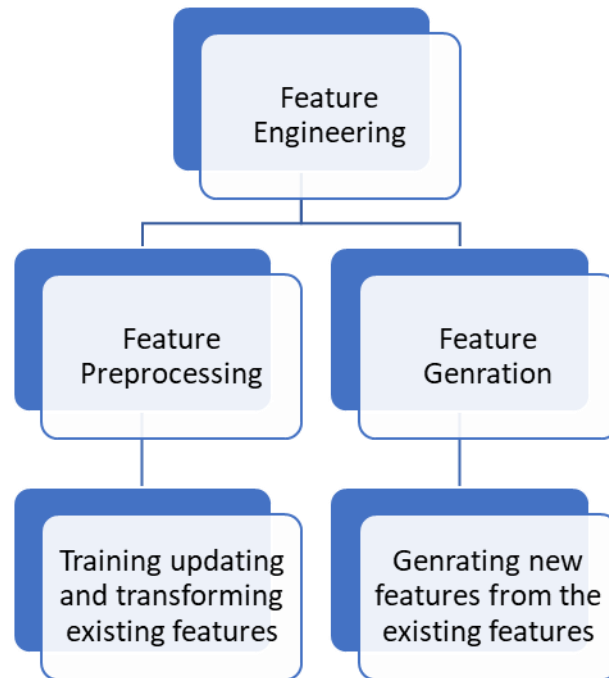 Feature
Engineering
Feature
Preprocessing
Feature
Genration
Training updating
and transforming
existing features
Genrating new
features from the
existing features